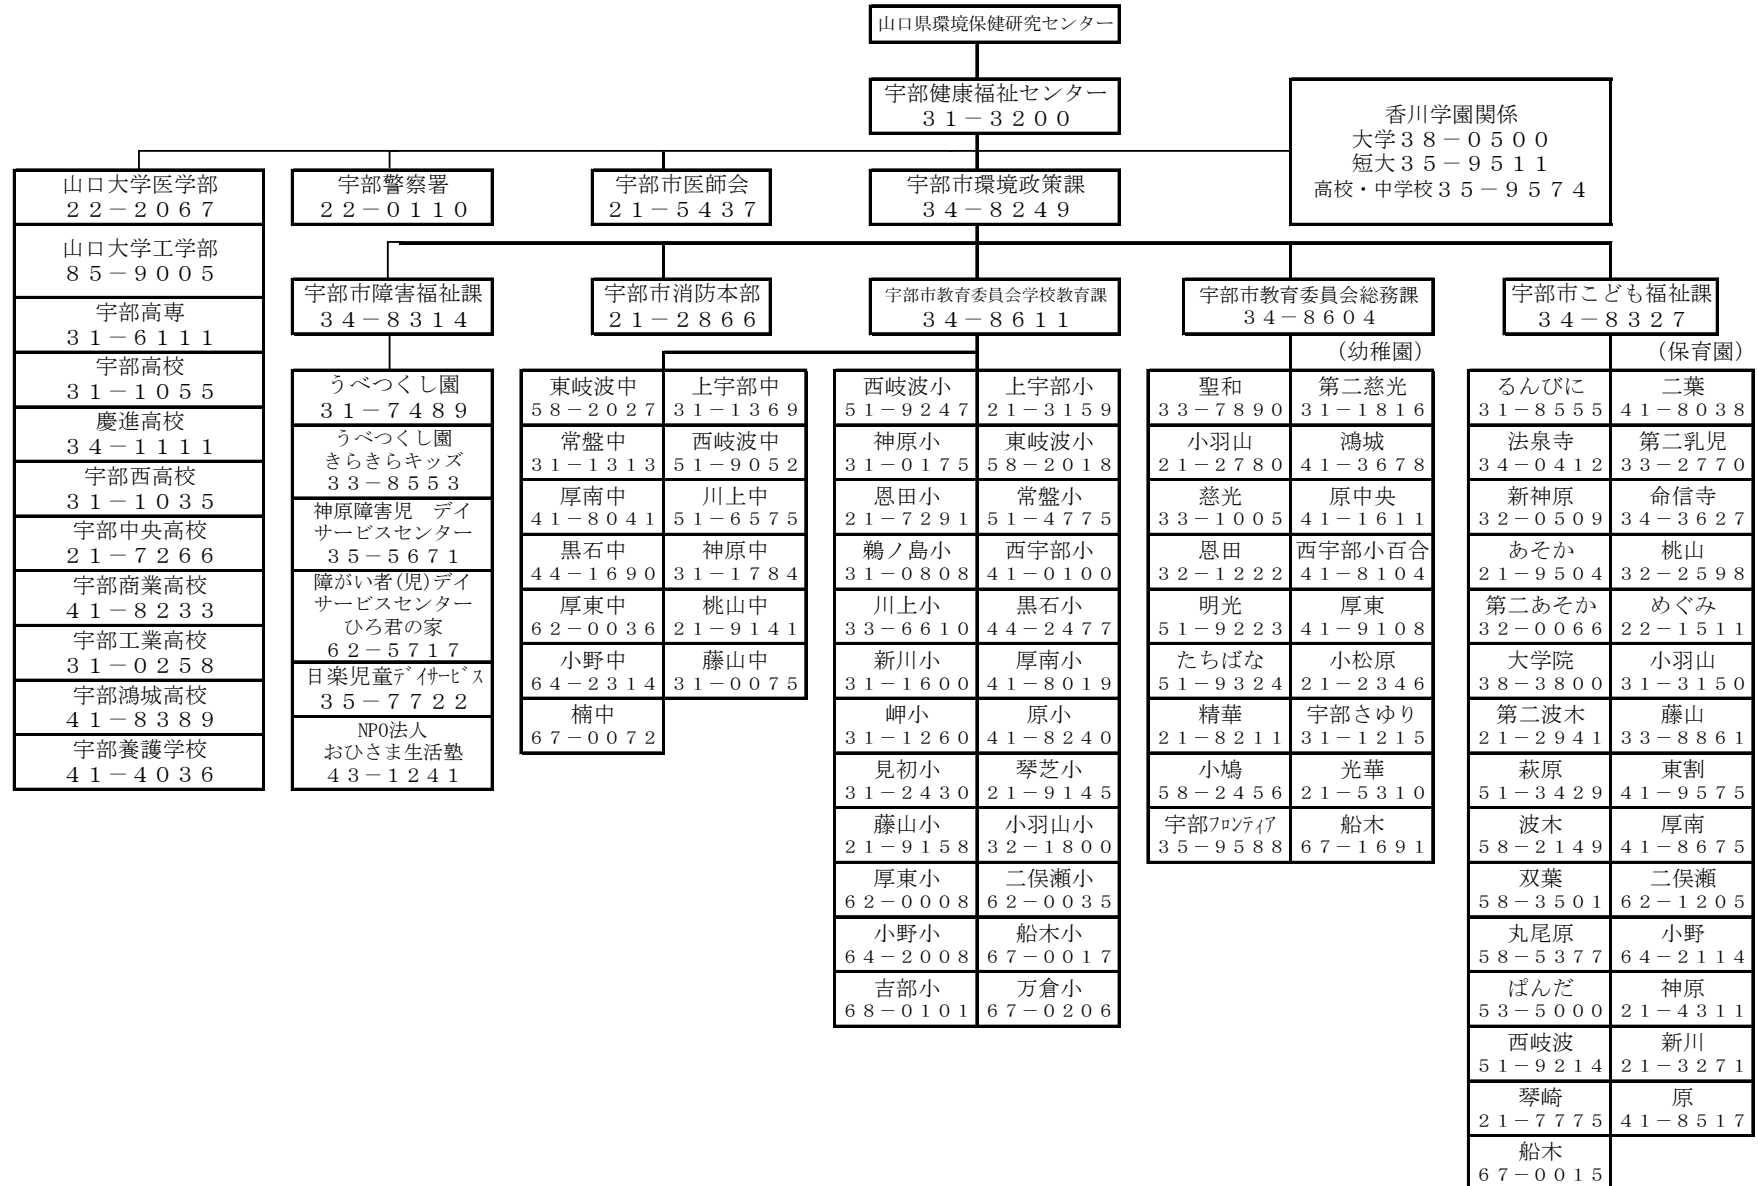 山口県環境保健研究センター
宇部健康福祉センター
３１－３２００
香川学園関係
大学３８－０５００
短大３５－９５１１
高校・中学校３５－９５７４
山口大学医学部
２２－２０６７
宇部警察署
２２－０１１０
宇部市医師会
２１－５４３７
宇部市環境政策課
３４－８２４９
山口大学工学部
８５－９００５
宇部高専
３１－６１１１
宇部高校
３１－１０５５
慶進高校
３４－１１１１
宇部西高校
３１－１０３５
宇部中央高校
２１－７２６６
宇部商業高校
４１－８２３３
宇部工業高校
３１－０２５８
宇部鴻城高校
４１－８３８９
宇部養護学校
４１－４０３６
宇部市障害福祉課
３４－８３１４
うべつくし園
３１－７４８９
うべつくし園
きらきらキッズ
３３－８５５３
神原障害児　デイ
サービスセンター
３５－５６７１
障がい者(児)デイ
サービスセンター
ひろ君の家
６２－５７１７
日楽児童ﾃﾞｲｻｰﾋﾞｽ
３５－７７２２
NPO法人
おひさま生活塾
４３－１２４１
宇部市消防本部
２１－２８６６
宇部市教育委員会学校教育課
３４－８６１１
東岐波中 上宇部中
５８－２０２７ ３１－１３６９
常盤中 西岐波中
３１－１３１３ ５１－９０５２
厚南中 川上中
４１－８０４１ ５１－６５７５
黒石中 神原中
４４－１６９０ ３１－１７８４
厚東中 桃山中
６２－００３６ ２１－９１４１
小野中 藤山中
６４－２３１４ ３１－００７５
楠中
６７－００７２
西岐波小 上宇部小
５１－９２４７ ２１－３１５９
神原小 東岐波小
３１－０１７５ ５８－２０１８
恩田小 常盤小
２１－７２９１ ５１－４７７５
鵜ノ島小 西宇部小
３１－０８０８ ４１－０１００
川上小 黒石小
３３－６６１０ ４４－２４７７
新川小 厚南小
３１－１６００ ４１－８０１９
岬小 原小
３１－１２６０ ４１－８２４０
見初小 琴芝小
３１－２４３０ ２１－９１４５
藤山小 小羽山小
２１－９１５８ ３２－１８００
厚東小 二俣瀬小
６２－０００８ ６２－００３５
小野小 船木小
６４－２００８ ６７－００１７
吉部小 万倉小
６８－０１０１ ６７－０２０６
宇部市教育委員会総務課
３４－８６０４
（幼稚園）
聖和 第二慈光
３３－７８９０ ３１－１８１６
小羽山 鴻城
２１－２７８０ ４１－３６７８
慈光 原中央
３３－１００５ ４１－１６１１
恩田 西宇部小百合
３２－１２２２ ４１－８１０４
明光 厚東
５１－９２２３ ４１－９１０８
たちばな 小松原
５１－９３２４ ２１－２３４６
精華 宇部さゆり
２１－８２１１ ３１－１２１５
小鳩 光華
５８－２４５６ ２１－５３１０
宇部ﾌﾛﾝﾃｨｱ 船木
３５－９５８８ ６７－１６９１
宇部市こども福祉課
３４－８３２７
（保育園）
るんびに 二葉
３１－８５５５ ４１－８０３８
法泉寺 第二乳児
３４－０４１２ ３３－２７７０
新神原 命信寺
３２－０５０９ ３４－３６２７
あそか 桃山
２１－９５０４ ３２－２５９８
第二あそか めぐみ
３２－００６６ ２２－１５１１
大学院 小羽山
３８－３８００ ３１－３１５０
第二波木 藤山
２１－２９４１ ３３－８８６１
萩原 東割
５１－３４２９ ４１－９５７５
波木 厚南
５８－２１４９ ４１－８６７５
双葉 二俣瀬
５８－３５０１ ６２－１２０５
丸尾原 小野
５８－５３７７ ６４－２１１４
ぱんだ 神原
５３－５０００ ２１－４３１１
西岐波 新川
５１－９２１４ ２１－３２７１
琴崎 原
２１－７７７５ ４１－８５１７
船木
６７－００１５